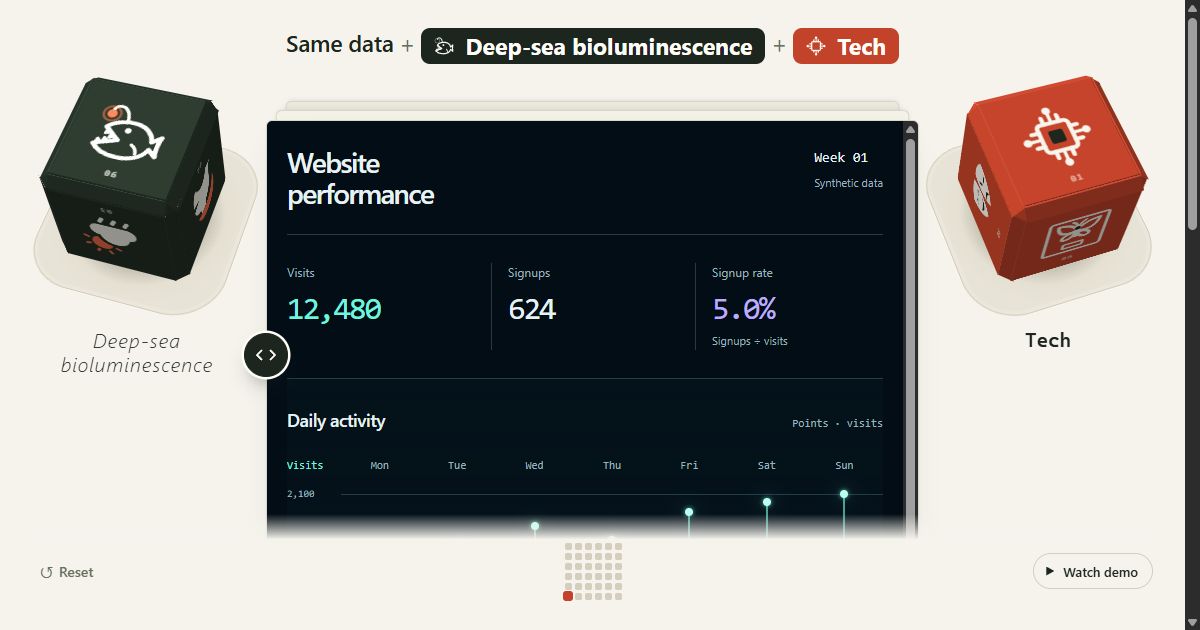 Same data + Deep-sea bioluminescence + Tech
06
01
Website
performance
Week 01
Synthetic data
Visits
Signups
Signup rate
12,480
624
5.0%
Signups ÷ visits
Deep-sea
bioluminescence
Tech
Daily activity
Points · visits
Visits
Mon
Tue
Wed
Thu
Fri
Sat
Sun
2,100
Reset
Watch demo